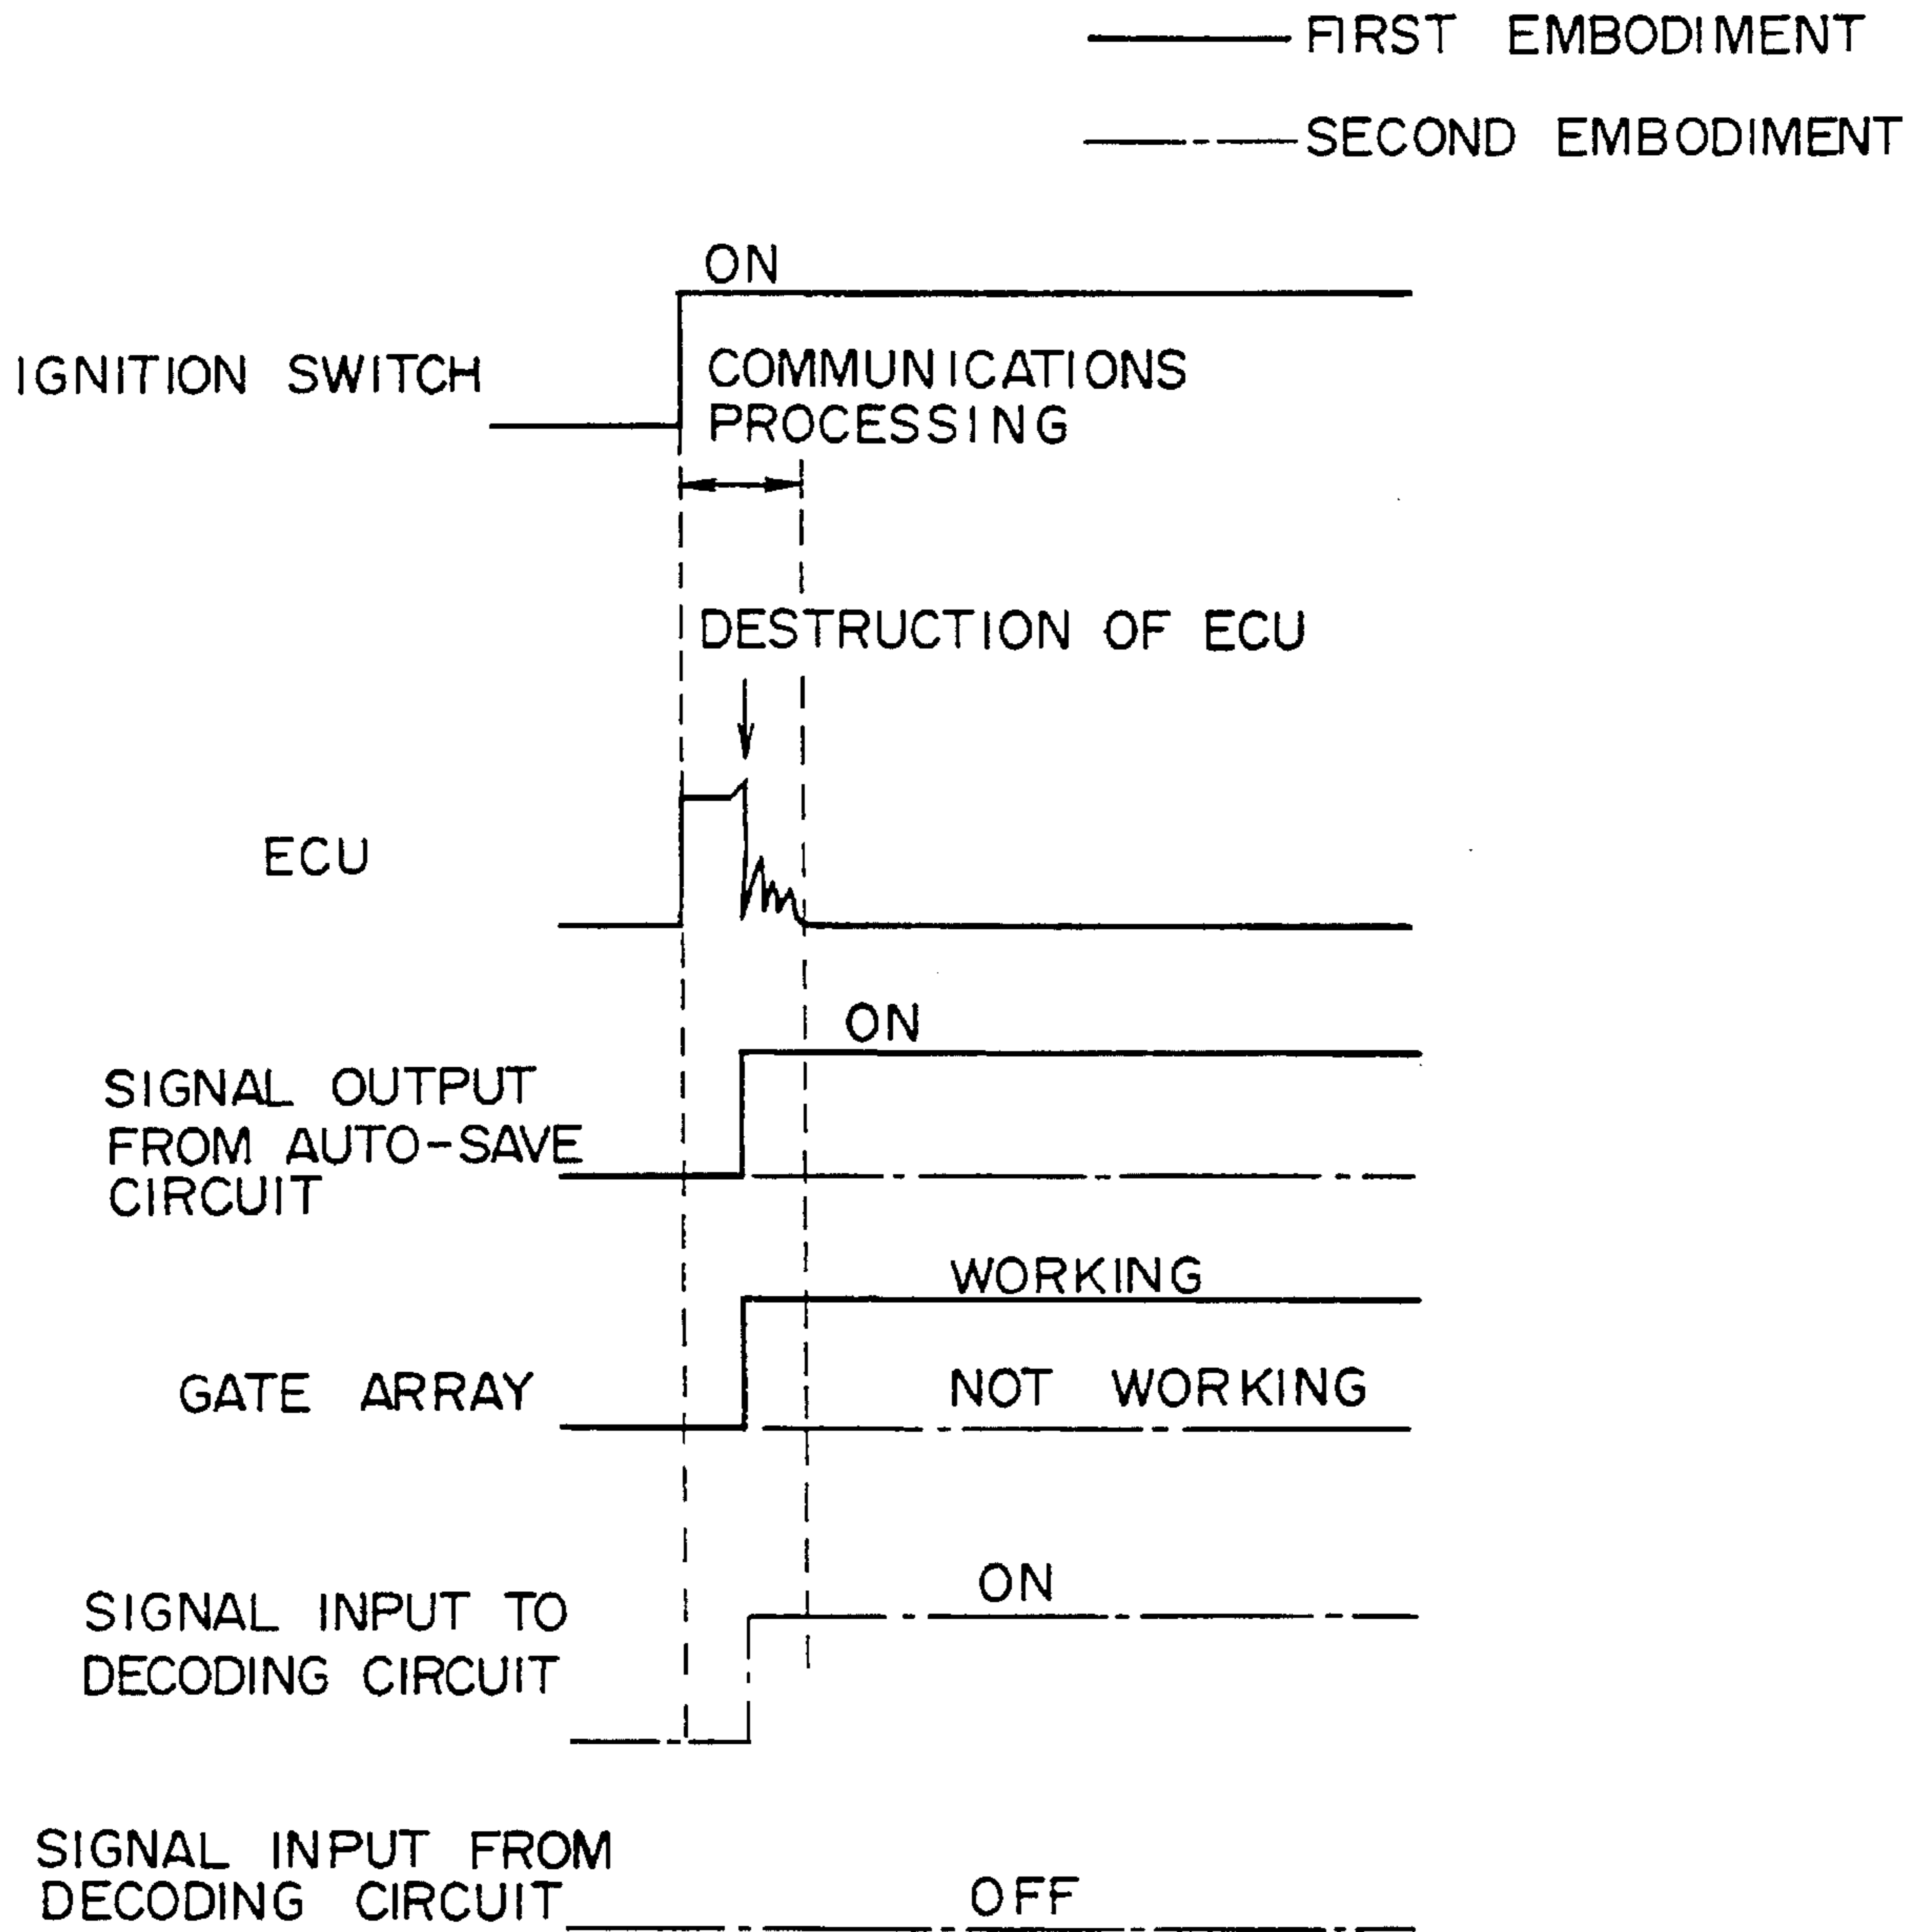 FIRST EMBODIMENT
SECOND EMBODIMENT
ON
IGNITION SWITCH
COMMUNICATIONS
PROCESSING
DESTRUCTION OF ECU
ECU
ON
SIGNAL OUTPUT
FROM AUTO-SAVE
CIRCUIT
WORKING
GATE ARRAY
NOT WORKING
ON
SIGNAL INPUT TO
DECODING CIRCUIT
SIGNAL INPUT FROM
DECODING CIRCUIT
OFF